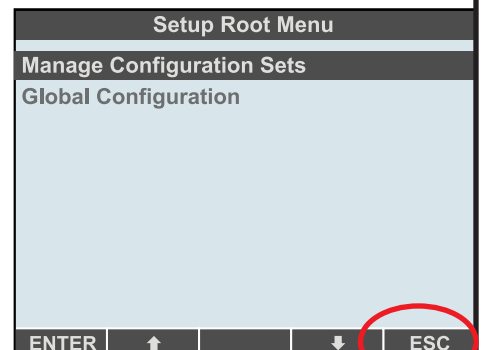 Setup Root Menu
Manage Configuration Sets
Global Configuration
ENTER ⬆ ⬇ ESC